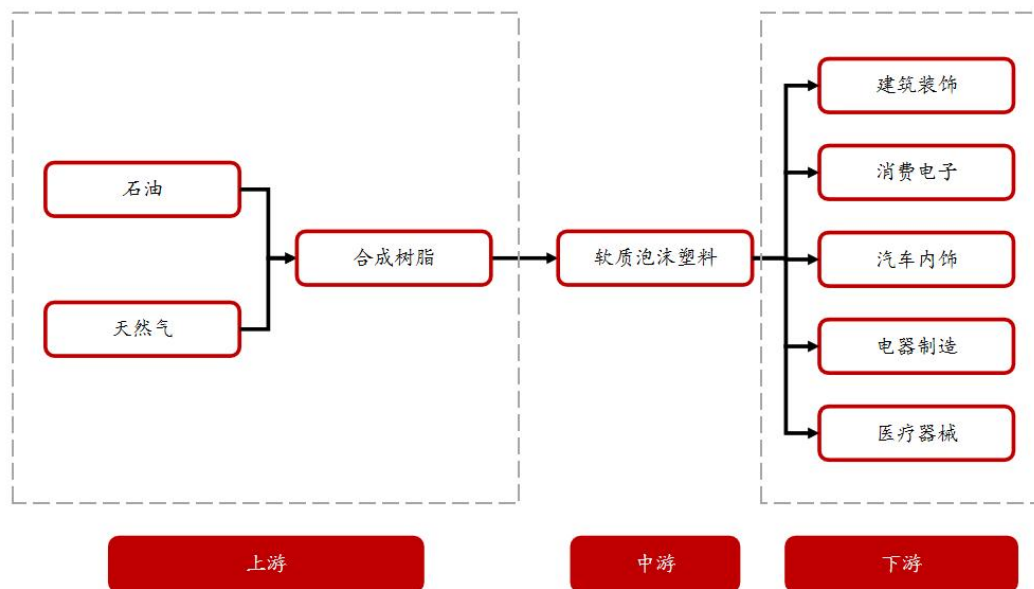 石油
天然气
合成树脂
软质泡沫塑料
建筑装饰
消费电子
汽车内饰
电器制造
医疗器械
上游
中游
下游